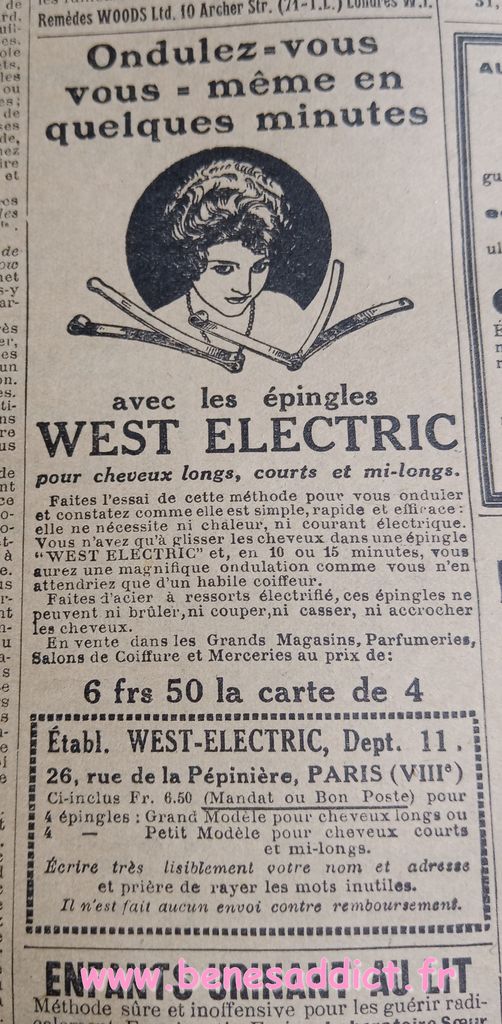 Remèdes WOODS Ltd. 10 Archer Str. (71-T.L.) Londres W.1.
Ondulez=vous
vous = même en
quelques minutes
avec les épingles
WEST ELECTRIC
pour cheveux longs, courts et mi-longs.
Faites l'essai de cette méthode pour vous onduler
et constatez comme elle est simple, rapide et efficace:
elle ne nécessite ni chaleur, ni courant électrique.
Vous n'avez qu'à glisser les cheveux dans une épingle
"WEST ELECTRIC" et, en 10 ou 15 minutes, vous
aurez une magnifique ondulation comme vous n'en
attendriez que d'un habile coiffeur.
Faites d'acier à ressorts électrifié, ces épingles ne
peuvent ni brûler, ni couper, ni casser, ni accrocher
les cheveux.
En vente dans les Grands Magasins, Parfumeries,
Salons de Coiffure et Merceries au prix de:
6 frs 50 la carte de 4
Établ. WEST-ELECTRIC, Dept. 11.
26, rue de la Pépinière, PARIS (VIIIe)
Ci-inclus Fr. 6.50 (Mandat ou Bon Poste) pour
4 épingles : Grand Modèle pour cheveux longs ou
4 — Petit Modèle pour cheveux courts
et mi-longs.
Écrire très lisiblement votre nom et adresse
et prière de rayer les mots inutiles.
Il n'est fait aucun envoi contre remboursement.
ENFANTS URINANT AU LIT
www.benesaddict.fr
Méthode sûre et inoffensive pour les guérir radi-